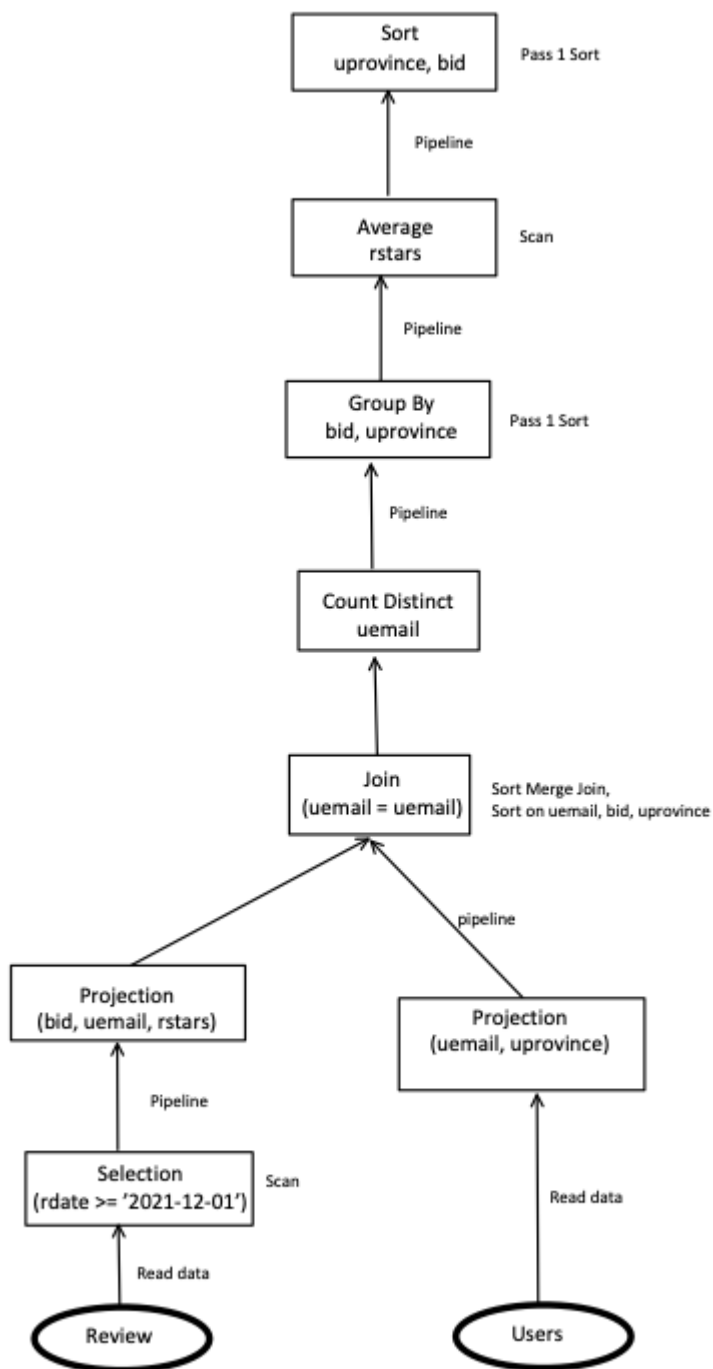 Sort
uprovince, bid
Pass 1 Sort
Pipeline
Average
rstars
Scan
Pipeline
Group By
bid, uprovince
Pass 1 Sort
Pipeline
Count Distinct
uemail
Join
(uemail = uemail)
Sort Merge Join,
Sort on uemail, bid, uprovince
pipeline
Projection
(bid, uemail, rstars)
Projection
(uemail, uprovince)
Pipeline
Selection
(rdate >= ’2021-12-01’)
Scan
Read data
Read data
Review
Users